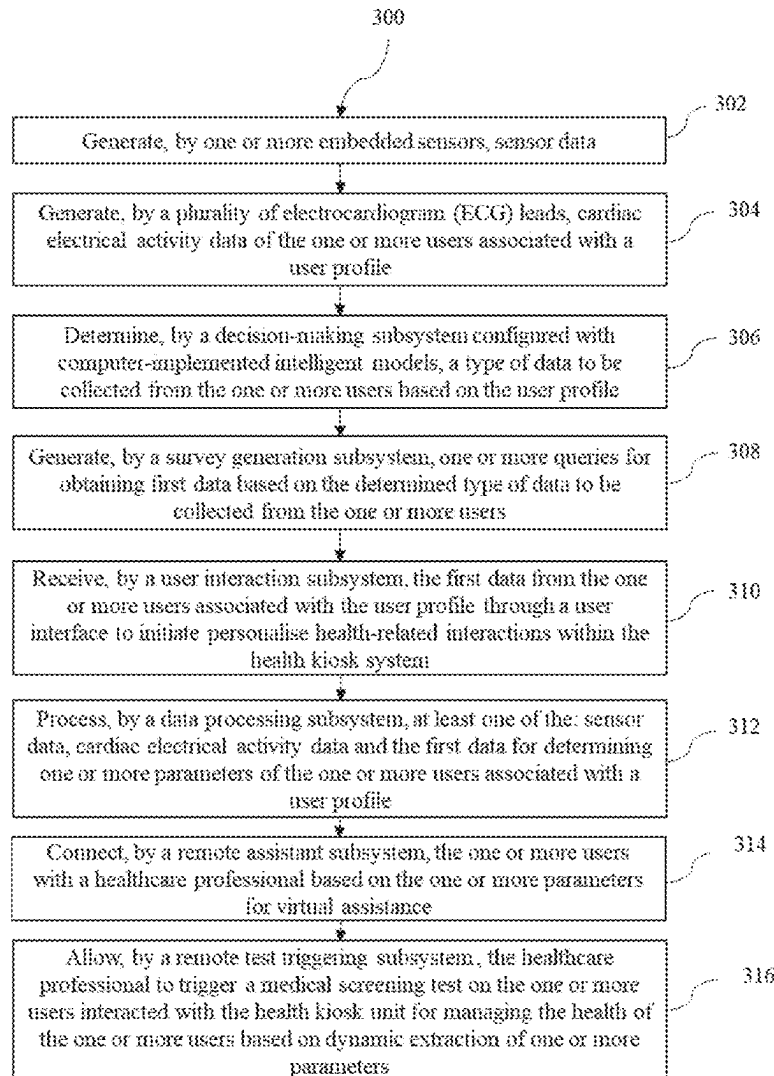 300
302
Generate, by one or more embedded sensors, sensor data
304
Generate, by a plurality of electrocardiogram (ECG) leads, cardiac
electrical activity data of the one or more users associated with a
user profile
306
Determine, by a decision-making subsystem configured with
computer-implemented intelligent models, a type of data to be
collected from the one or more users based on the user profile
308
Generate, by a survey generation subsystem, one or more queries for
obtaining first data based on the determined type of data to be
collected from the one or more users
310
Receive, by a user interaction subsystem, the first data from the one
or more users associated with the user profile through a user
interface to initiate personalise health-related interactions within the
health kiosk system
312
Process, by a data processing subsystem, at least one of the: sensor
data, cardiac electrical activity data and the first data for determining
one or more parameters of the one or more users associated with a
user profile
314
Connect, by a remote assistant subsystem, the one or more users
with a healthcare professional based on the one or more parameters
for virtual assistance
316
Allow, by a remote test triggering subsystem, the healthcare
professional to trigger a medical screening test on the one or more
users interacted with the health kiosk unit for managing the health of
the one or more users based on dynamic extraction of one or more
parameters